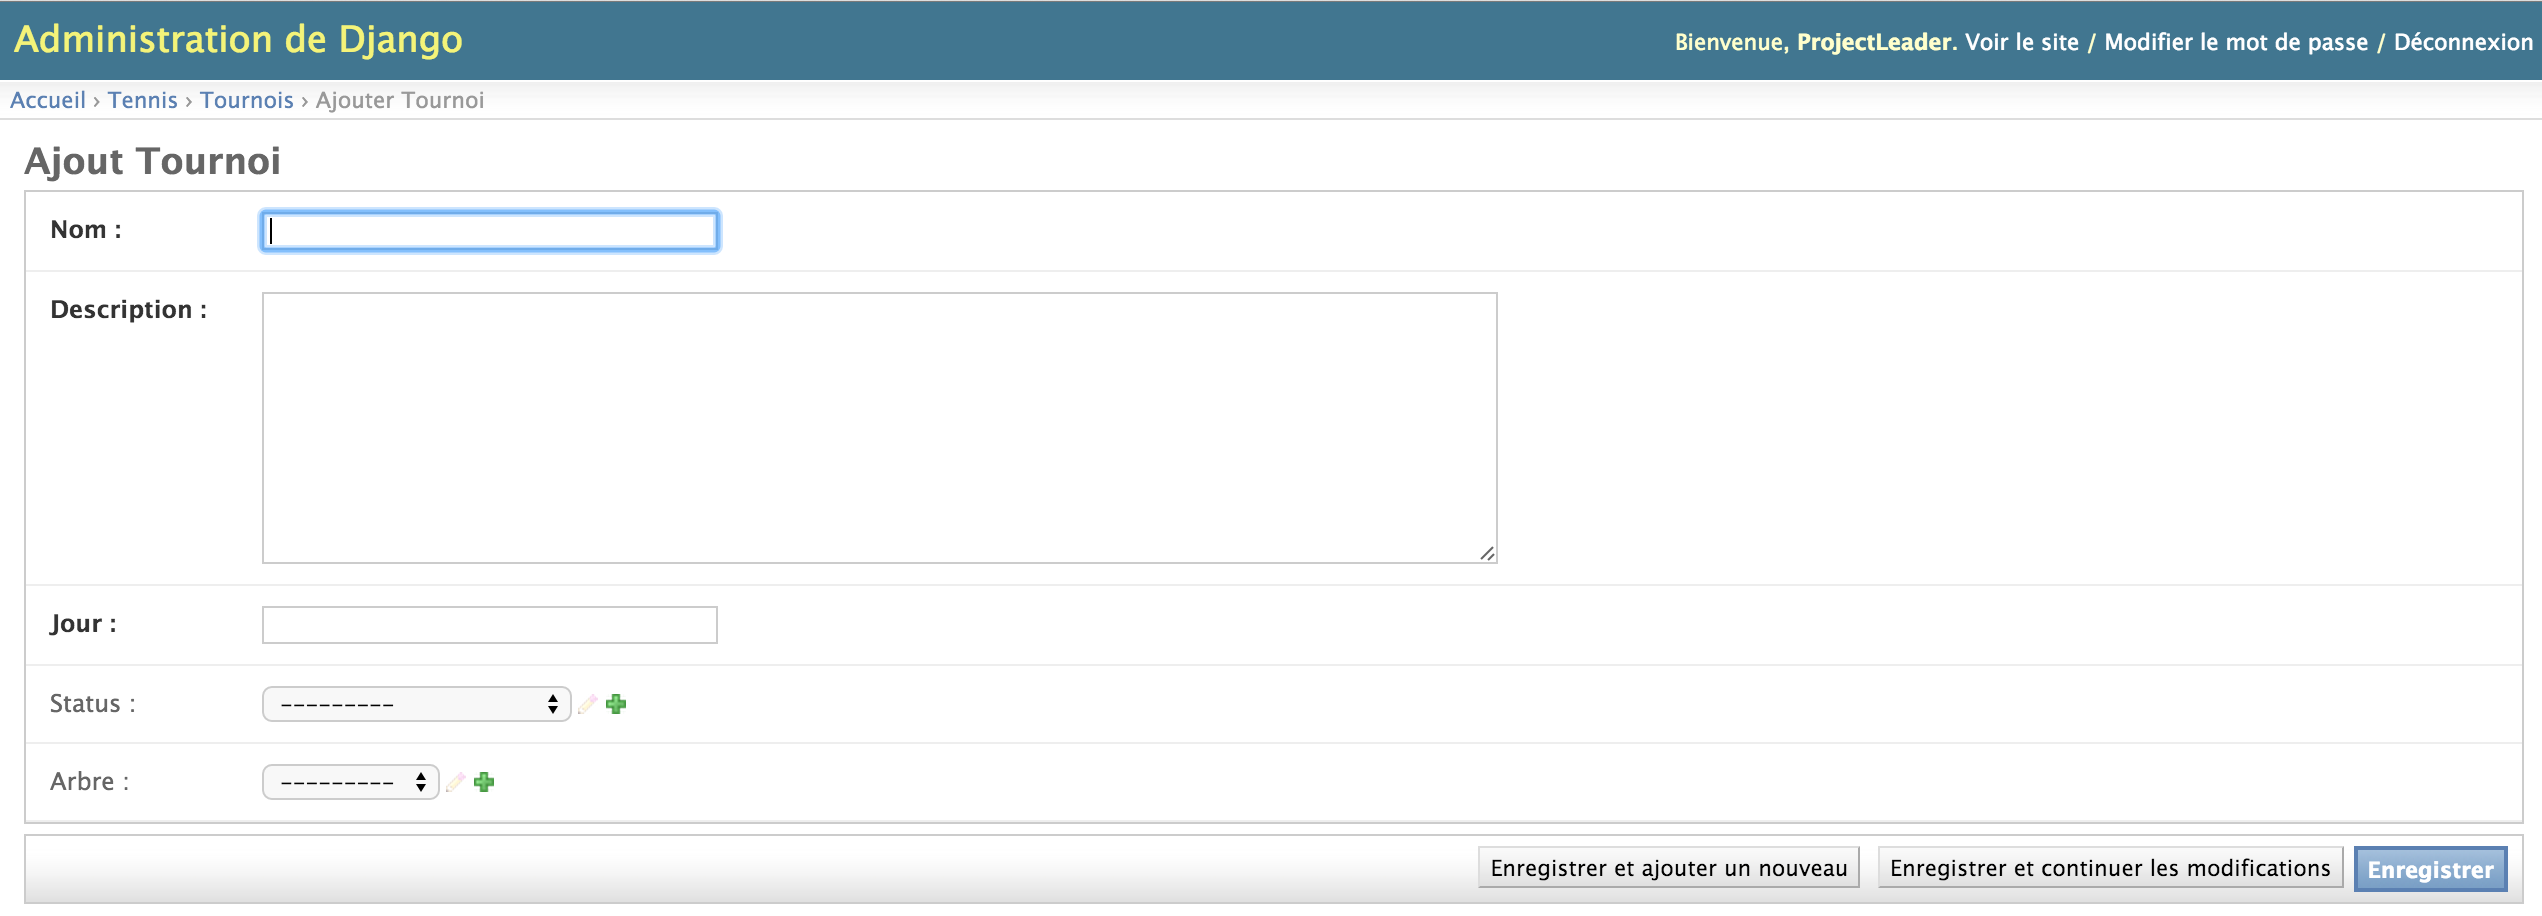 Administration de Django
Bienvenue, ProjectLeader. Voir le site / Modifier le mot de passe / Déconnexion
Accueil › Tennis › Tournois › Ajouter Tournoi
Ajout Tournoi
Nom :
Description :
Jour :
Status : ---------
Arbre : ---------
Enregistrer et ajouter un nouveau Enregistrer et continuer les modifications Enregistrer